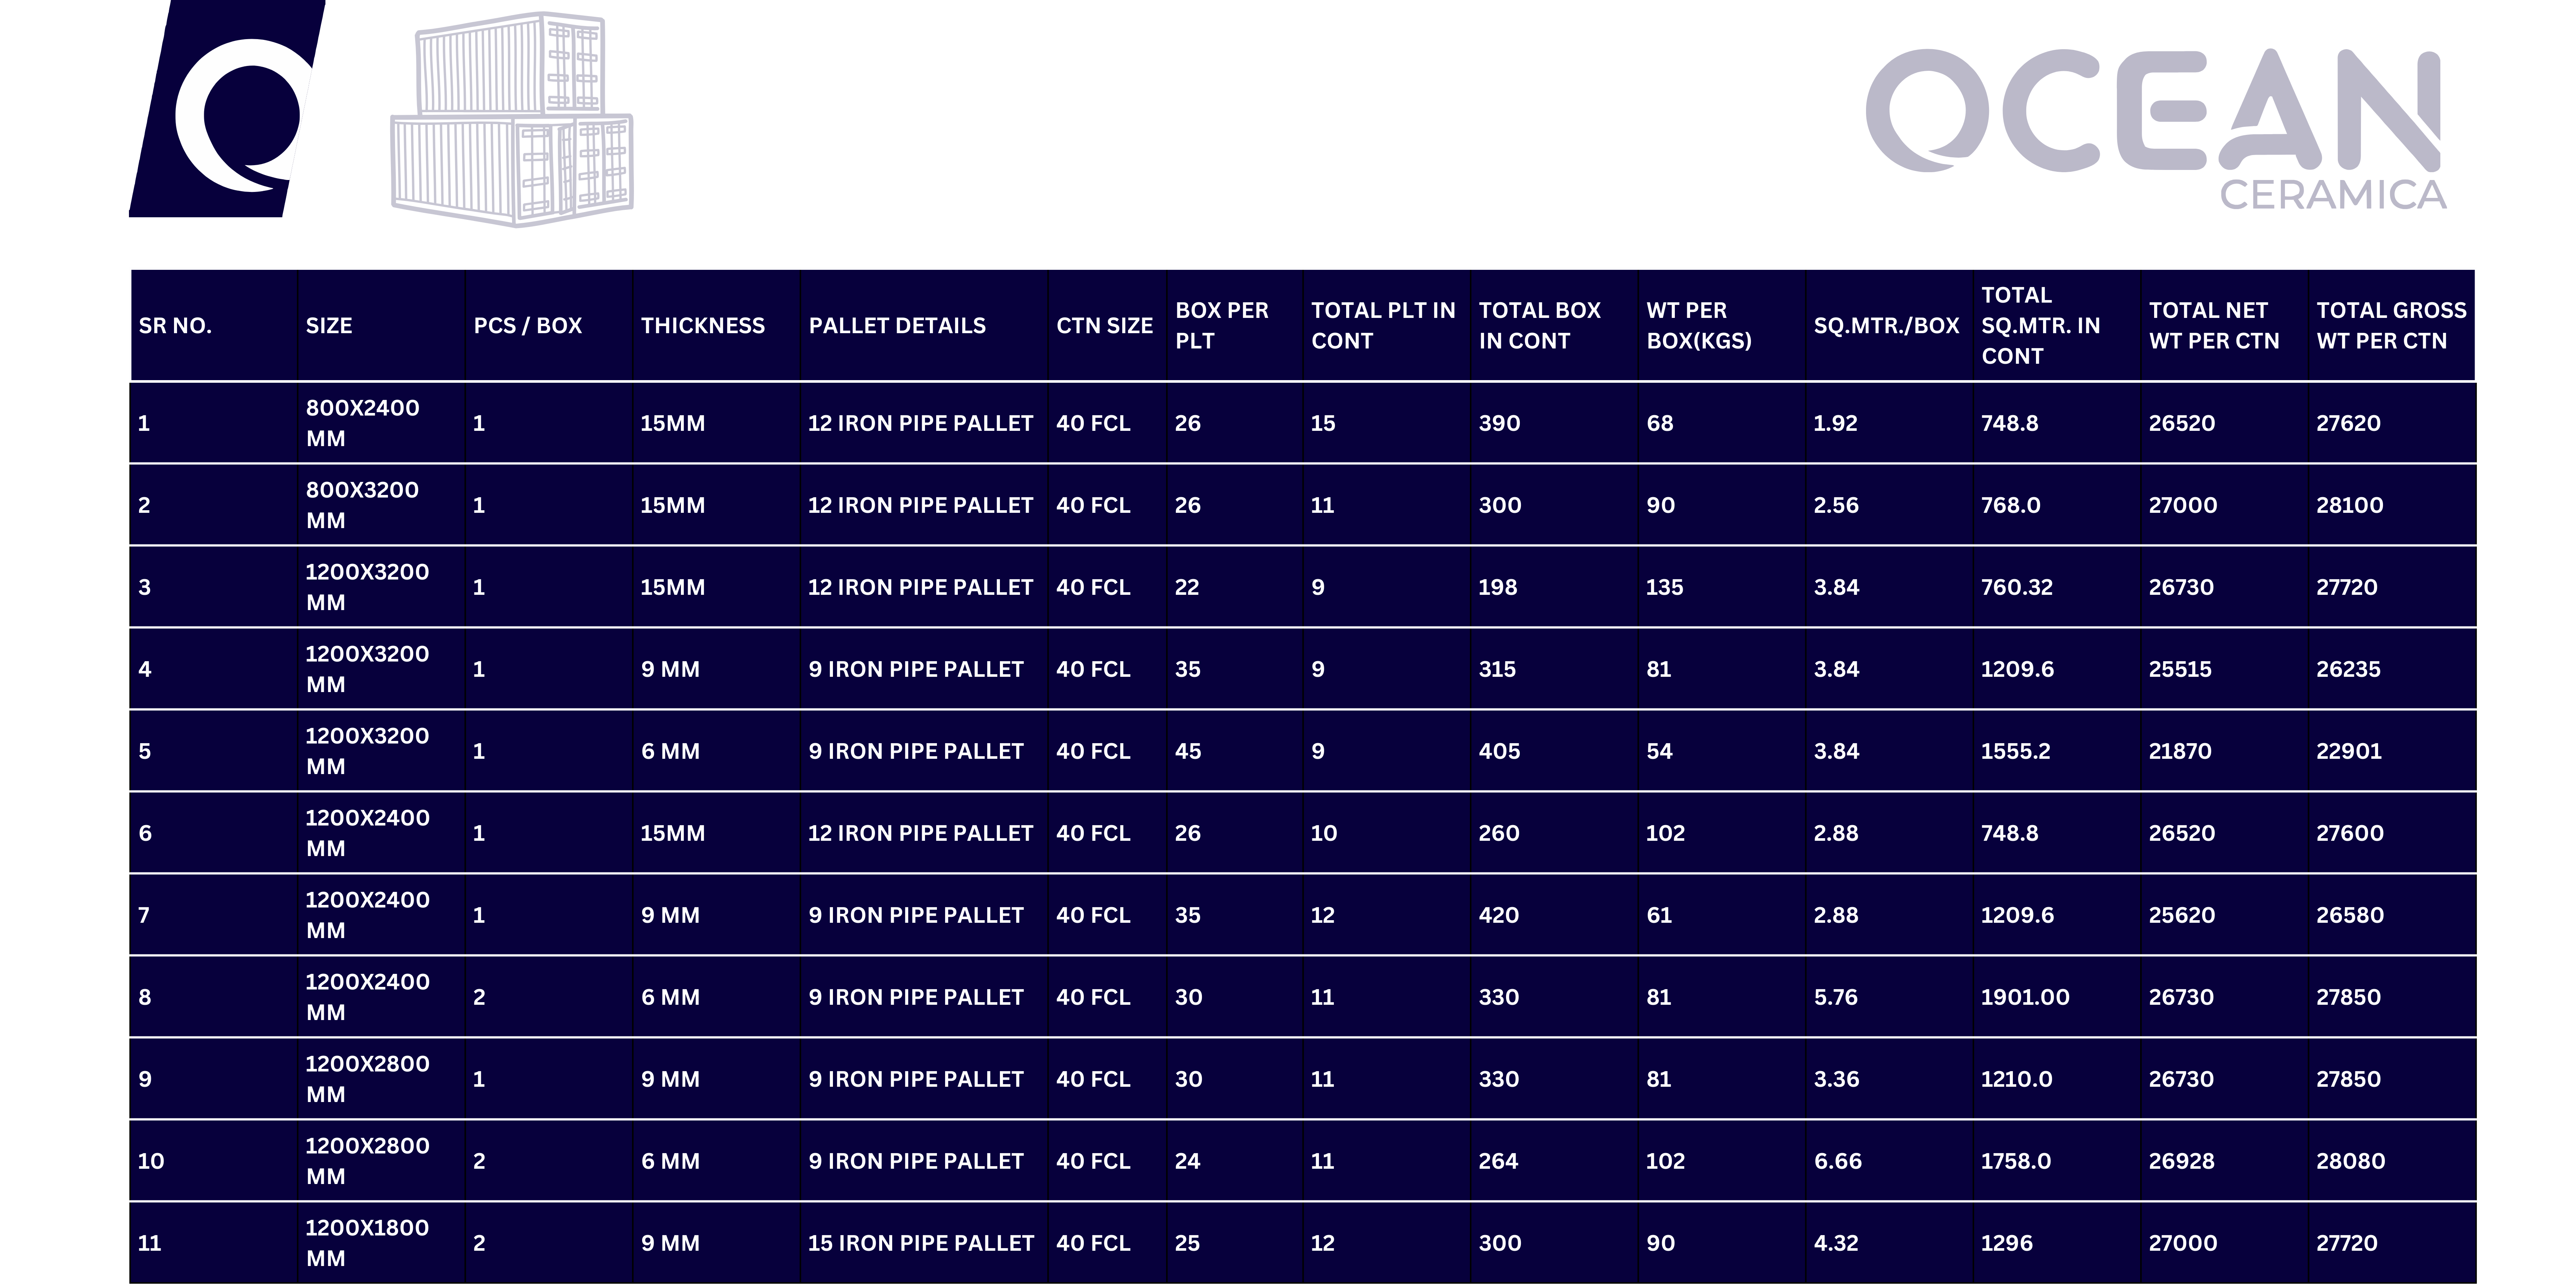 OCEAN
CERAMICA
SR NO. SIZE PCS / BOX THICKNESS PALLET DETAILS CTN SIZE BOX PER PLT TOTAL PLT IN CONT TOTAL BOX IN CONT WT PER BOX(KGS) SQ.MTR./BOX TOTAL SQ.MTR. IN CONT TOTAL NET WT PER CTN TOTAL GROSS WT PER CTN
1 800X2400 MM 1 15MM 12 IRON PIPE PALLET 40 FCL 26 15 390 68 1.92 748.8 26520 27620
2 800X3200 MM 1 15MM 12 IRON PIPE PALLET 40 FCL 26 11 300 90 2.56 768.0 27000 28100
3 1200X3200 MM 1 15MM 12 IRON PIPE PALLET 40 FCL 22 9 198 135 3.84 760.32 26730 27720
4 1200X3200 MM 1 9 MM 9 IRON PIPE PALLET 40 FCL 35 9 315 81 3.84 1209.6 25515 26235
5 1200X3200 MM 1 6 MM 9 IRON PIPE PALLET 40 FCL 45 9 405 54 3.84 1555.2 21870 22901
6 1200X2400 MM 1 15MM 12 IRON PIPE PALLET 40 FCL 26 10 260 102 2.88 748.8 26520 27600
7 1200X2400 MM 1 9 MM 9 IRON PIPE PALLET 40 FCL 35 12 420 61 2.88 1209.6 25620 26580
8 1200X2400 MM 2 6 MM 9 IRON PIPE PALLET 40 FCL 30 11 330 81 5.76 1901.00 26730 27850
9 1200X2800 MM 1 9 MM 9 IRON PIPE PALLET 40 FCL 30 11 330 81 3.36 1210.0 26730 27850
10 1200X2800 MM 2 6 MM 9 IRON PIPE PALLET 40 FCL 24 11 264 102 6.66 1758.0 26928 28080
11 1200X1800 MM 2 9 MM 15 IRON PIPE PALLET 40 FCL 25 12 300 90 4.32 1296 27000 27720